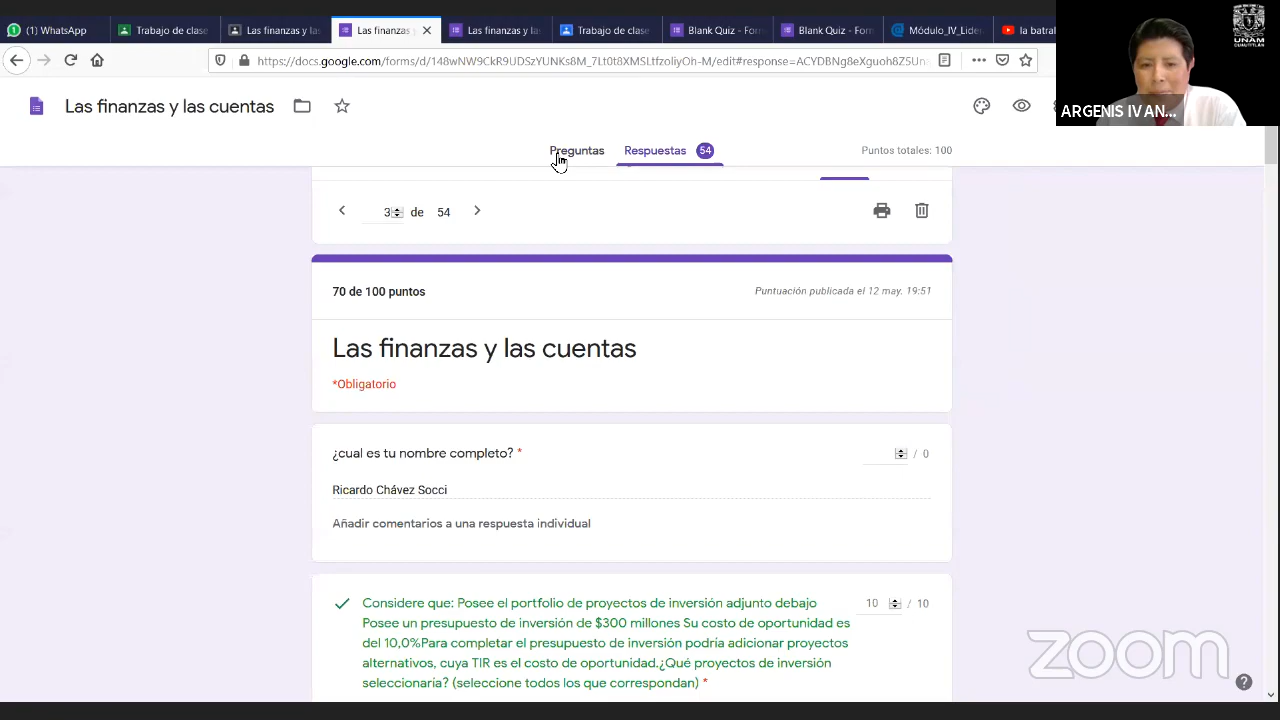 (1) WhatsApp
Trabajo de clase
Las finanzas y las
Las finanzas
Las finanzas y la
Trabajo de clase
Blank Quiz - Form
Blank Quiz - Form
Módulo_IV_Lider
la batral
https://docs.google.com/forms/d/
UNAM
CUAUTITLÁN
ARGENIS IVAN...
Las finanzas y las cuentas
Preguntas
Respuestas 54
Puntos totales: 100
3 de 54
70 de 100 puntos
Puntuación publicada el 12 may. 19:51
Las finanzas y las cuentas
*Obligatorio
¿cual es tu nombre completo? *
/ 0
Ricardo Chávez Socci
Añadir comentarios a una respuesta individual
Considere que: Posee el portfolio de proyectos de inversión adjunto debajo
10 / 10
Posee un presupuesto de inversión de $300 millones Su costo de oportunidad es
del 10,0%Para completar el presupuesto de inversión podría adicionar proyectos
alternativos, cuya TIR es el costo de oportunidad.¿Qué proyectos de inversión
seleccionaría? (seleccione todos los que correspondan) *
zoom